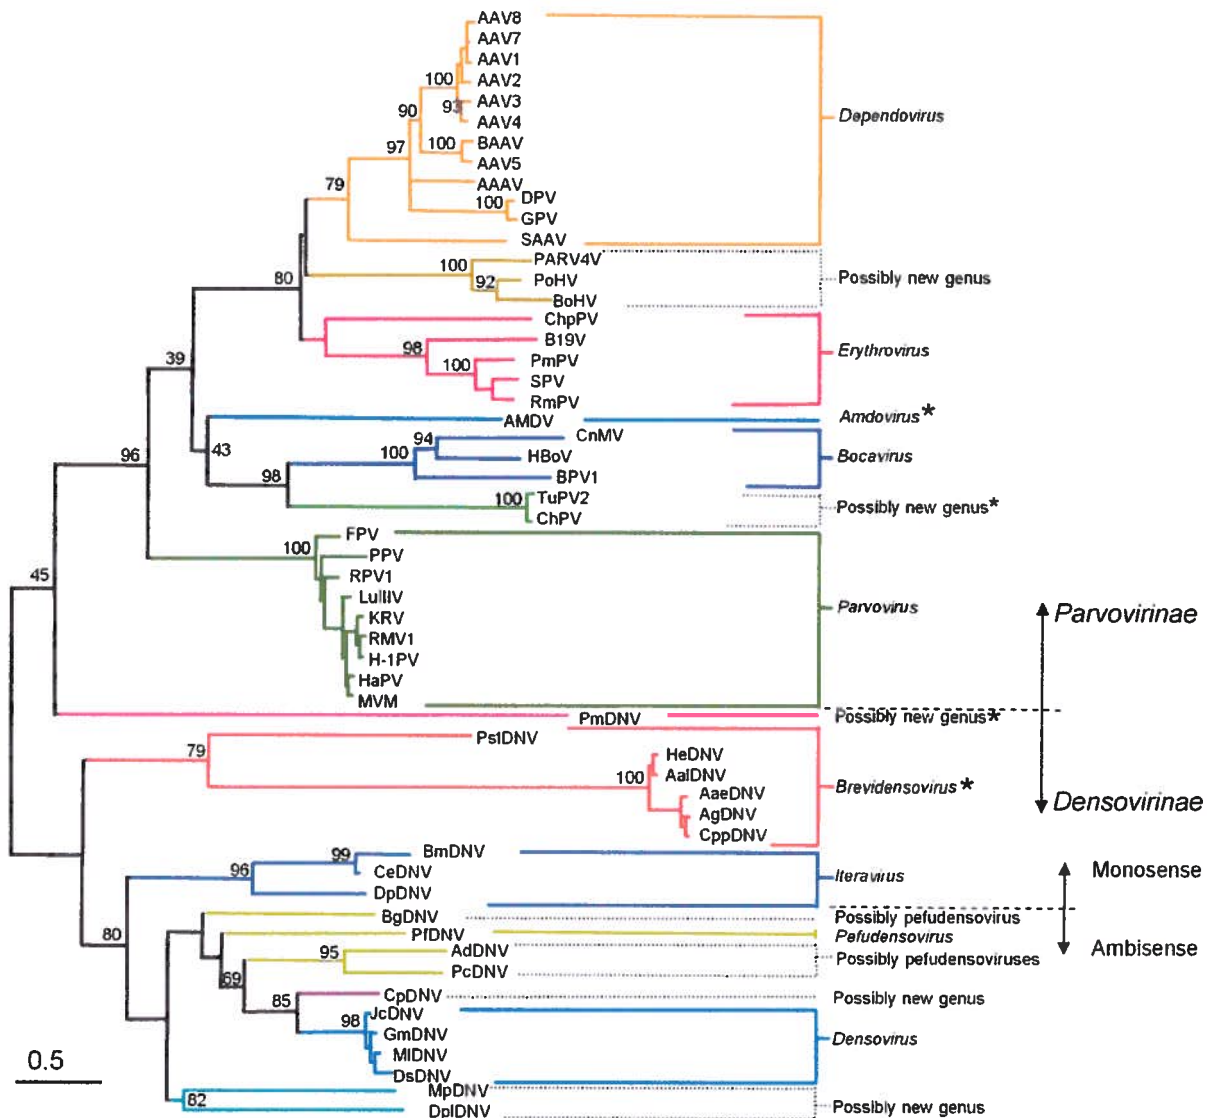 AAV8
AAV7
AAV1
100 AAV2
93 AAV3
90 AAV4
Dependovirus
100 BAAV
97 AAV5
79 AAAV
100 DPV
GPV
SAAV
100 PARV4V
80 92 PoHV Possibly new genus
BoHV
ChpPV
98 B19V
39 100 PmPV Erythrovirus
SPV
RmPV
AMDV Amdovirus*
94 CnMV
43 100 HBoV Bocavirus
96 98 BPV1
100 TuPV2 Possibly new genus*
ChPV
FPV
100 PPV
45 RPV1
LuIIIV
KRV Parvovirus Parvovirinae
RMV1
H-1PV
HaPV
MVM
PmDNV Possibly new genus*
79 PstDNV
HeDNV
100 AalDNV Brevidensovirus*
AaeDNV Densovirinae
AgDNV
CppDNV
99 BmDNV
96 CeDNV Iteravirus Monosense
DpDNV
BgDNV Possibly pefudensovirus
80 PfDNV Pefudensovirus
95 AdDNV Ambisense
69 PcDNV Possibly pefudensoviruses
85 CpDNV Possibly new genus
98 JcDNV
GmDNV Densovirus
0.5 MlDNV
DsDNV
82 MpDNV
DplDNV Possibly new genus